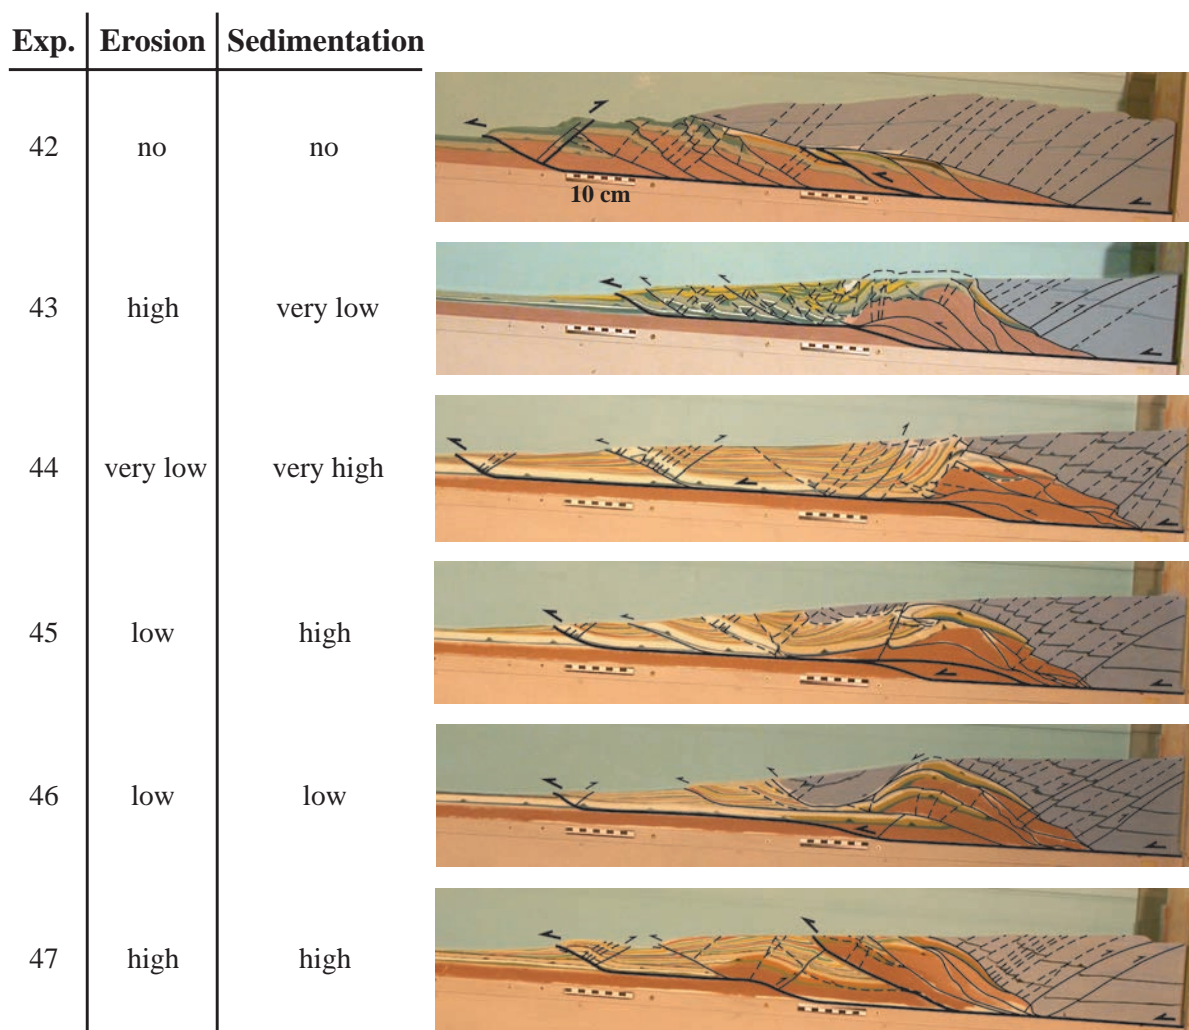 Exp. Erosion Sedimentation
42 no no
10 cm
43 high very low
44 very low very high
45 low high
46 low low
47 high high